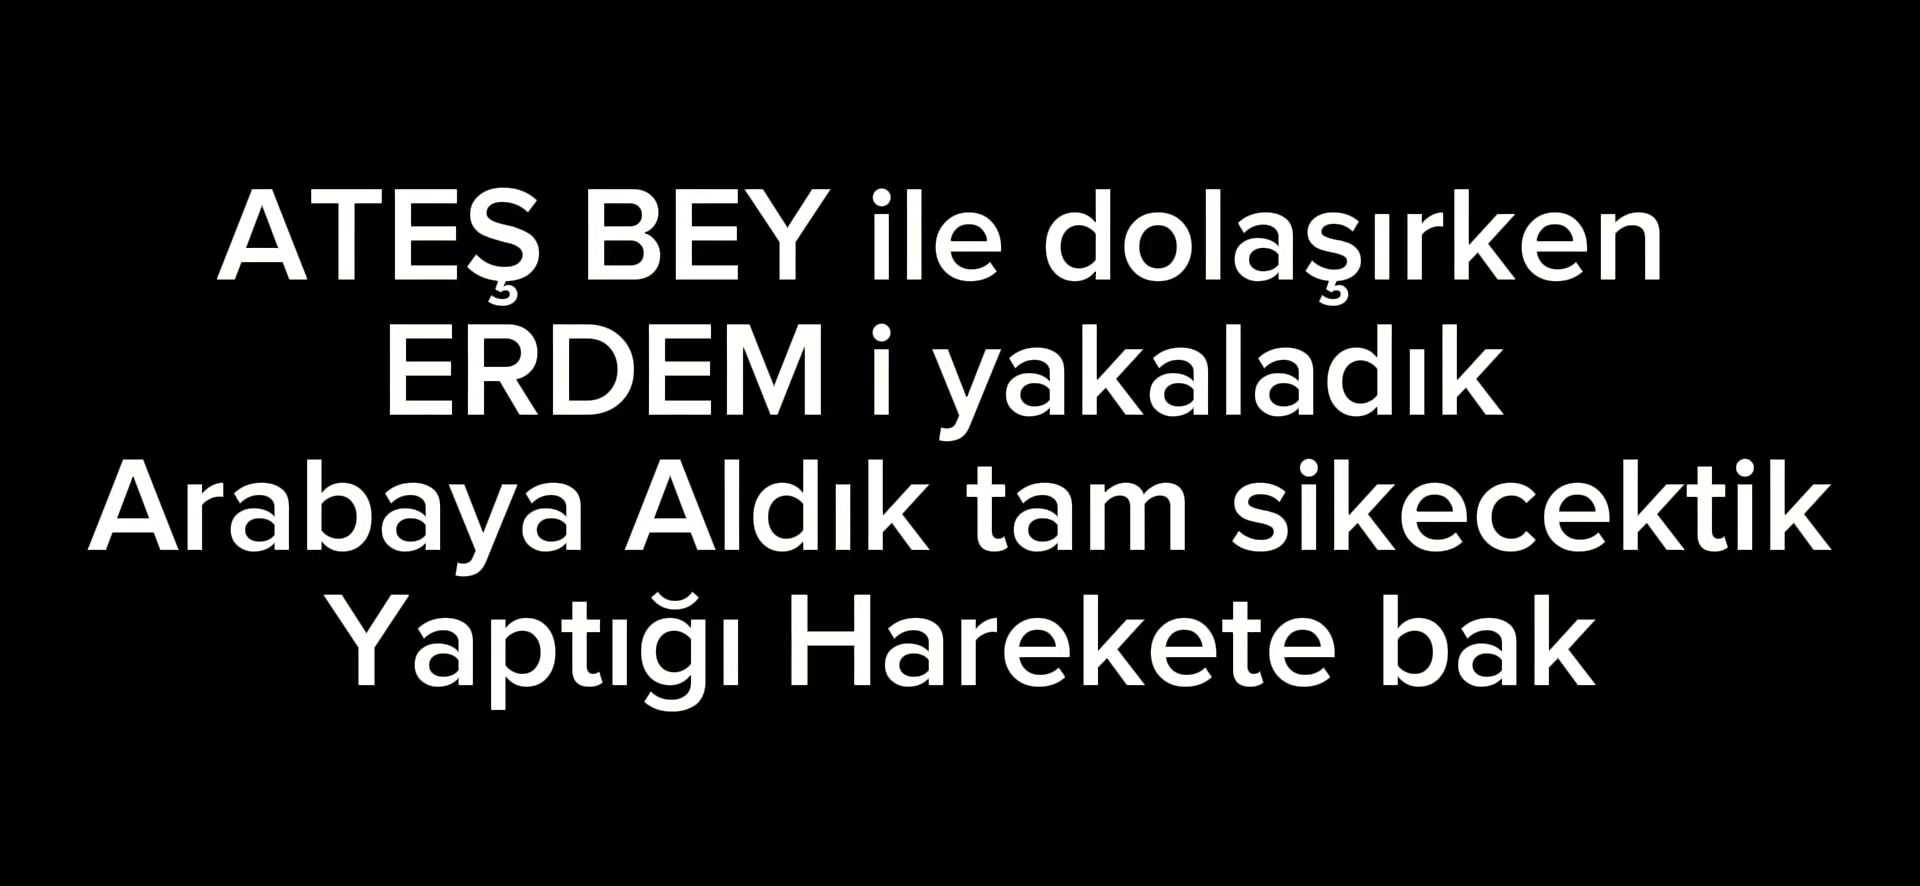 ATEŞ BEY ile dolaşırken
ERDEM i yakaladık
Arabaya Aldık tam sikecektik
Yaptığı Harekete bak